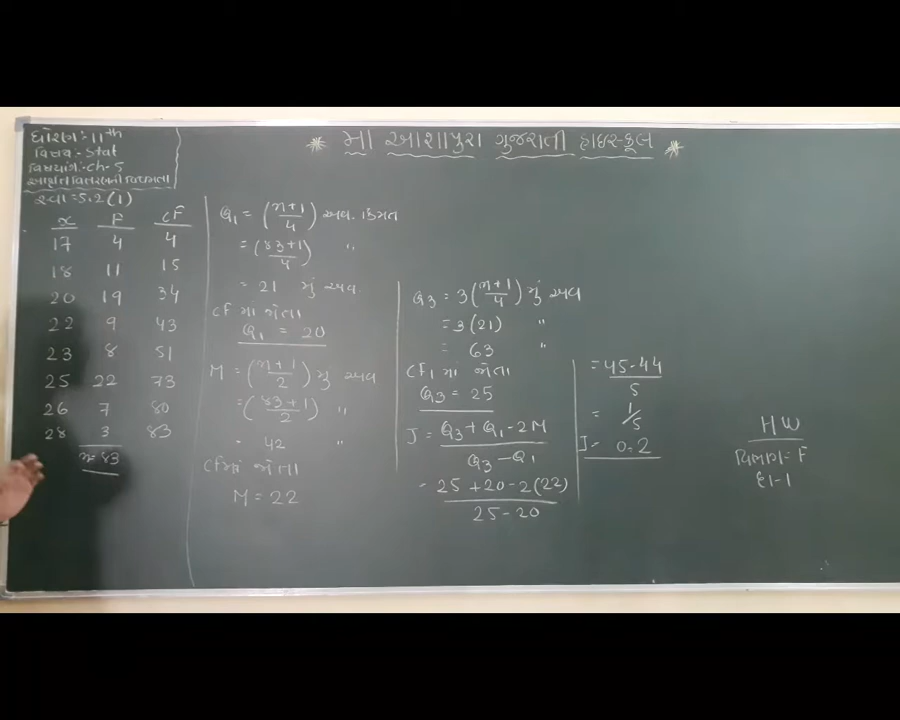 મા આશાપુરા ગુજરાતી હાઇસ્કૂલ
ધોરણ:- 11th
વિષય - Stat
વિષયાંગ:- ch-5
આવૃત્તિ વિતરણની વિષમતા
સ્વા = 5.2 (1)
x F cF
17 4 4
18 11 15
20 19 34
22 9 43
23 8 51
25 22 73
26 7 80
28 3 83
n = 83
Q1 = (n+1/4) અવ. કિંમત
= (83+1/4) "
= 21 મું અવ
cF માં જોતા
Q1 = 20
M = (n+1/2) મું અવ
= (83+1/2) "
= 42 "
cF માં જોતા
M = 22
Q3 = 3(n+1/4) મું અવ
= 3(21) "
= 63 "
CF માં જોતા
Q3 = 25
J = Q3 + Q1 - 2M / Q3 - Q1
= 25 + 20 - 2(22) / 25 - 20
= 45 - 44 / 5
= 1/5
J = 0.2
HW
વિભાગ:- F
દા-1